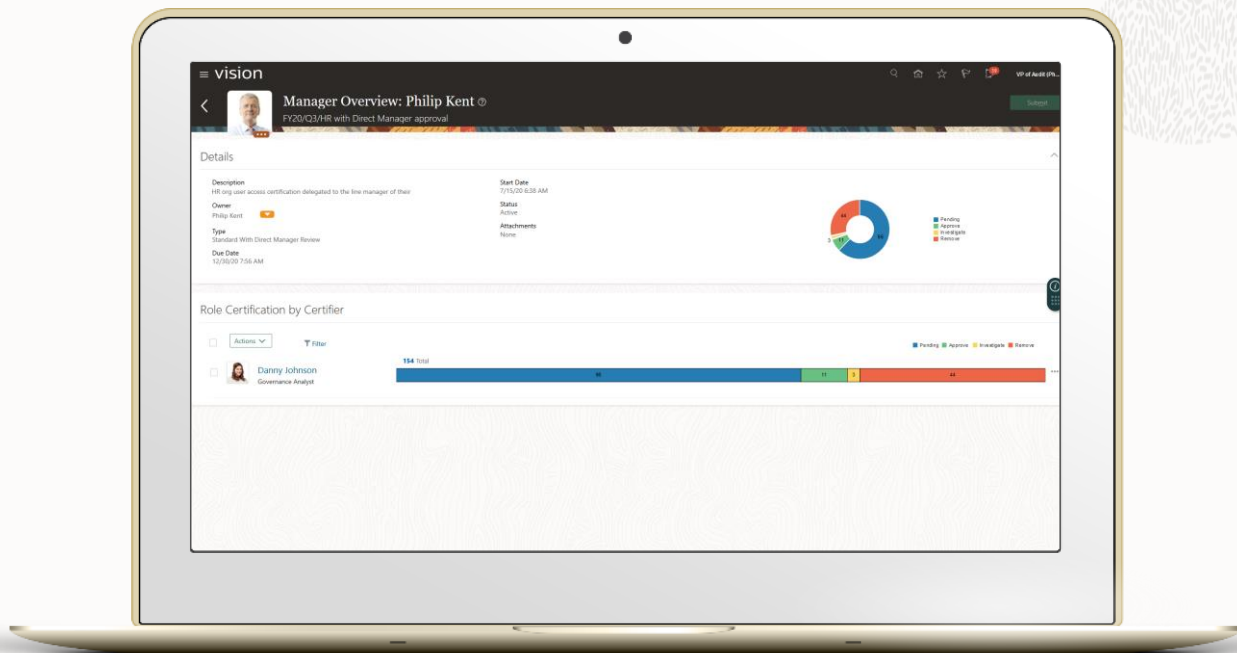 vision
VP of Audit (Ph...
Manager Overview: Philip Kent
FY20/Q3/HR with Direct Manager approval
Submit
Details
Description
HR org user access certification delegated to the line manager of their
Owner
Philip Kent
Type
Standard With Direct Manager Review
Due Date
12/30/20 7:56 AM
Start Date
7/15/20 6:58 AM
Status
Active
Attachments
None
44
3
11
Pending
Approve
Investigate
Remove
Role Certification by Certifier
Actions
Filter
Pending Approve Investigate Remove
154 Total
Danny Johnson
Governance Analyst
11 3 44